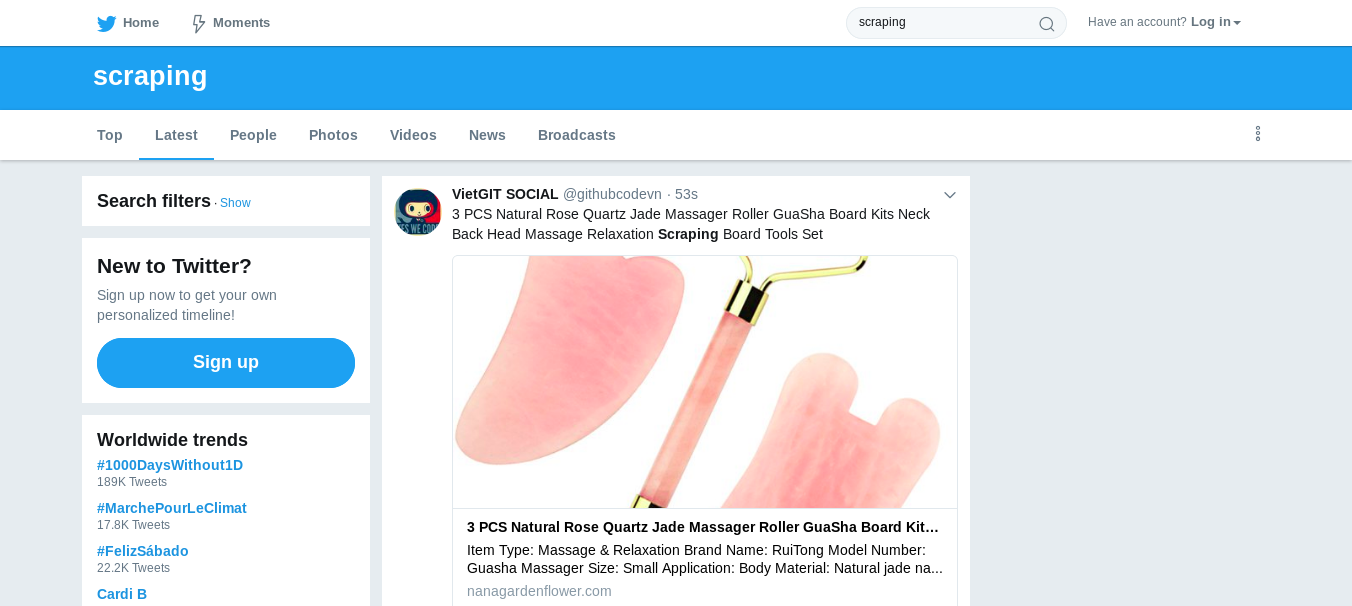 Home
Moments
scraping
Have an account? Log in
scraping
Top
Latest
People
Photos
Videos
News
Broadcasts
Search filters · Show
New to Twitter?
Sign up now to get your own
personalized timeline!
Sign up
Worldwide trends
#1000DaysWithout1D
189K Tweets
#MarchePourLeClimat
17.8K Tweets
#FelizSábado
22.2K Tweets
Cardi B
VietGIT SOCIAL @githubcodevn · 53s
3 PCS Natural Rose Quartz Jade Massager Roller GuaSha Board Kits Neck
Back Head Massage Relaxation Scraping Board Tools Set
3 PCS Natural Rose Quartz Jade Massager Roller GuaSha Board Kit…
Item Type: Massage & Relaxation Brand Name: RuiTong Model Number:
Guasha Massager Size: Small Application: Body Material: Natural jade na...
nanagardenflower.com